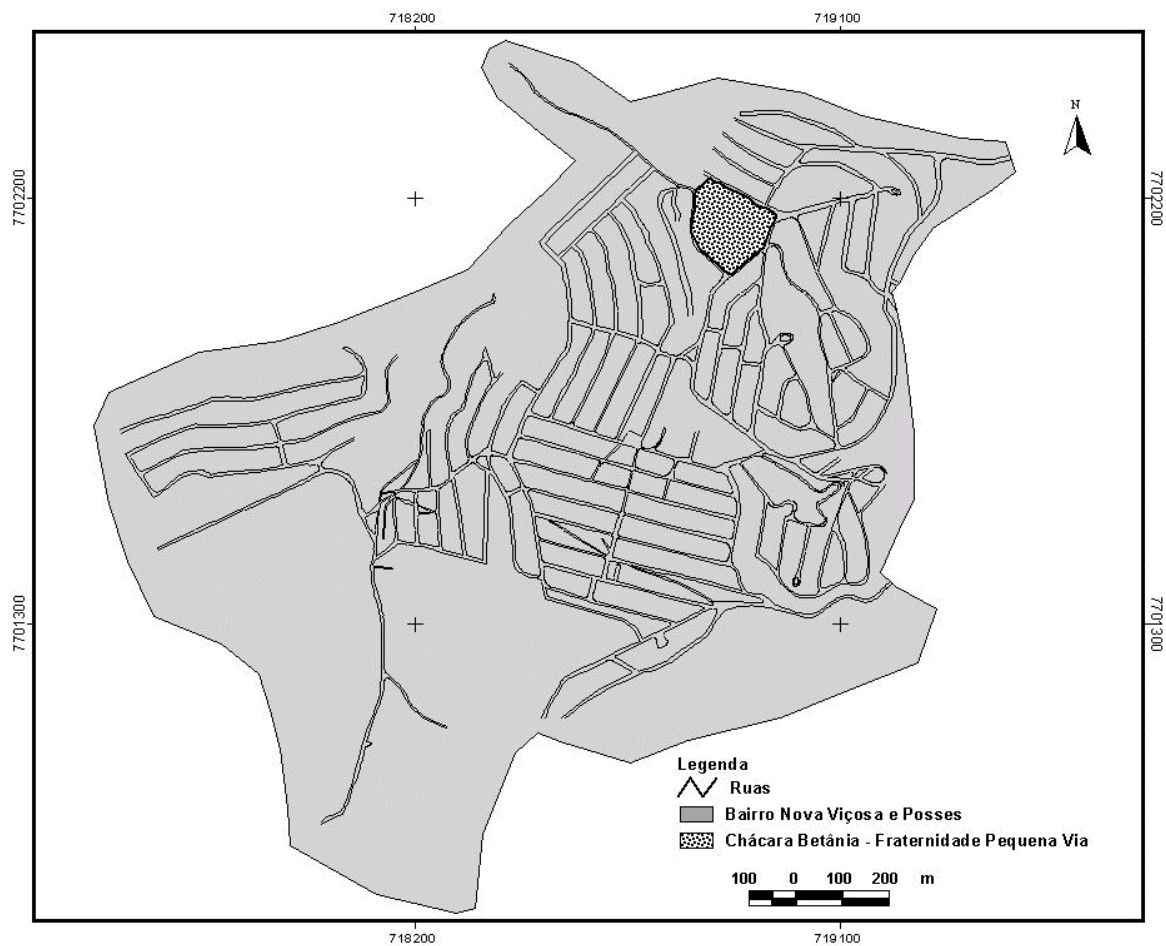 718200 719100
N
7702200 7702200
7701300 7701300
Legenda
Ruas
Bairro Nova Viçosa e Posses
Chácara Betânia - Fraternidade Pequena Via
100 0 100 200 m
718200 719100